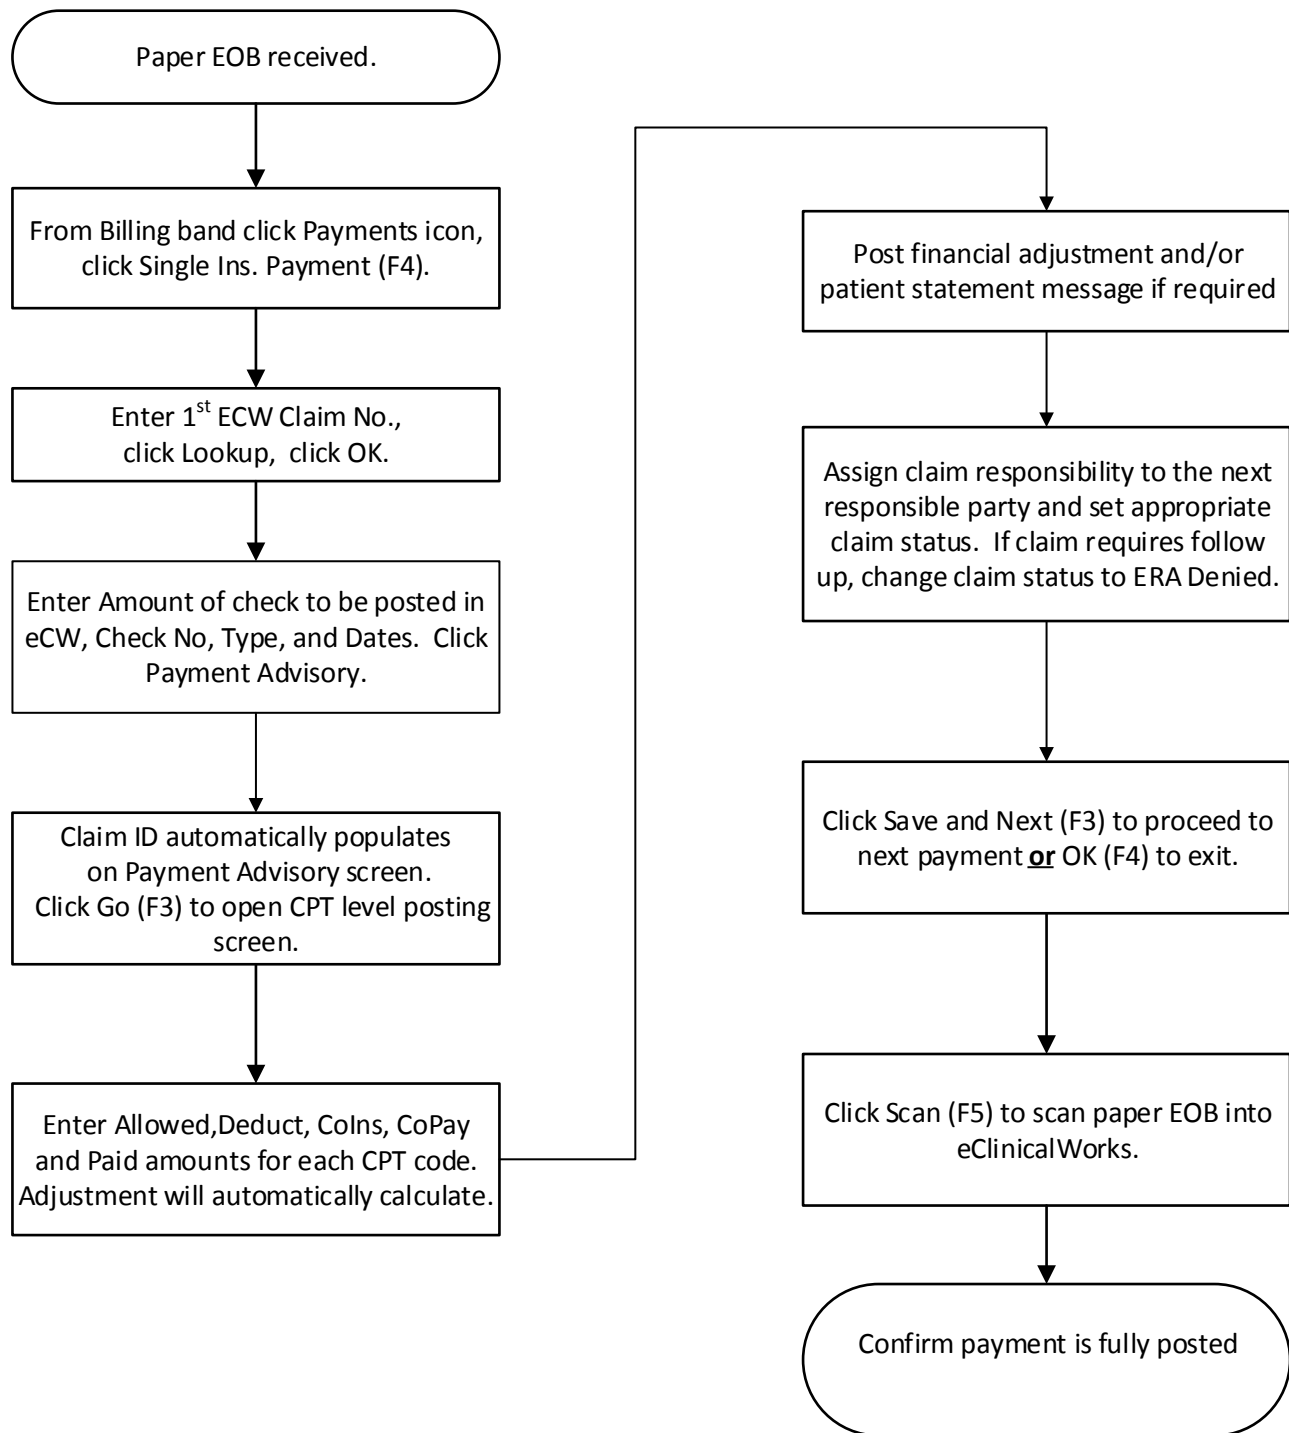 Paper EOB received.
From Billing band click Payments icon,
click Single Ins. Payment (F4).
Enter 1st ECW Claim No.,
click Lookup, click OK.
Enter Amount of check to be posted in
eCW, Check No, Type, and Dates. Click
Payment Advisory.
Claim ID automatically populates
on Payment Advisory screen.
Click Go (F3) to open CPT level posting
screen.
Enter Allowed,Deduct, CoIns, CoPay
and Paid amounts for each CPT code.
Adjustment will automatically calculate.
Post financial adjustment and/or
patient statement message if required
Assign claim responsibility to the next
responsible party and set appropriate
claim status. If claim requires follow
up, change claim status to ERA Denied.
Click Save and Next (F3) to proceed to
next payment or OK (F4) to exit.
Click Scan (F5) to scan paper EOB into
eClinicalWorks.
Confirm payment is fully posted